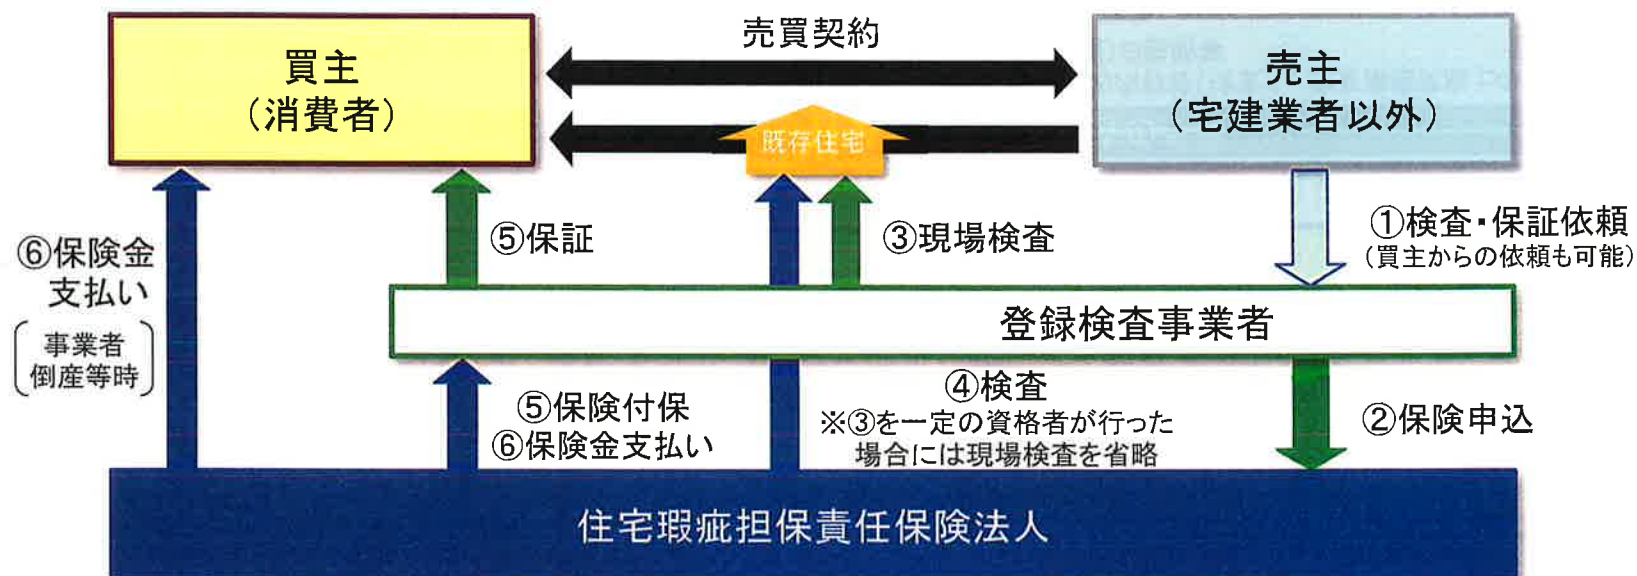 売買契約
買主
（消費者）
売主
（宅建業者以外）
既存住宅
①検査・保証依頼
（買主からの依頼も可能）
⑤保証
③現場検査
⑥保険金
支払い
事業者
倒産等時
登録検査事業者
④検査
※③を一定の資格者が行った
場合には現場検査を省略
⑤保険付保
⑥保険金支払い
②保険申込
住宅瑕疵担保責任保険法人